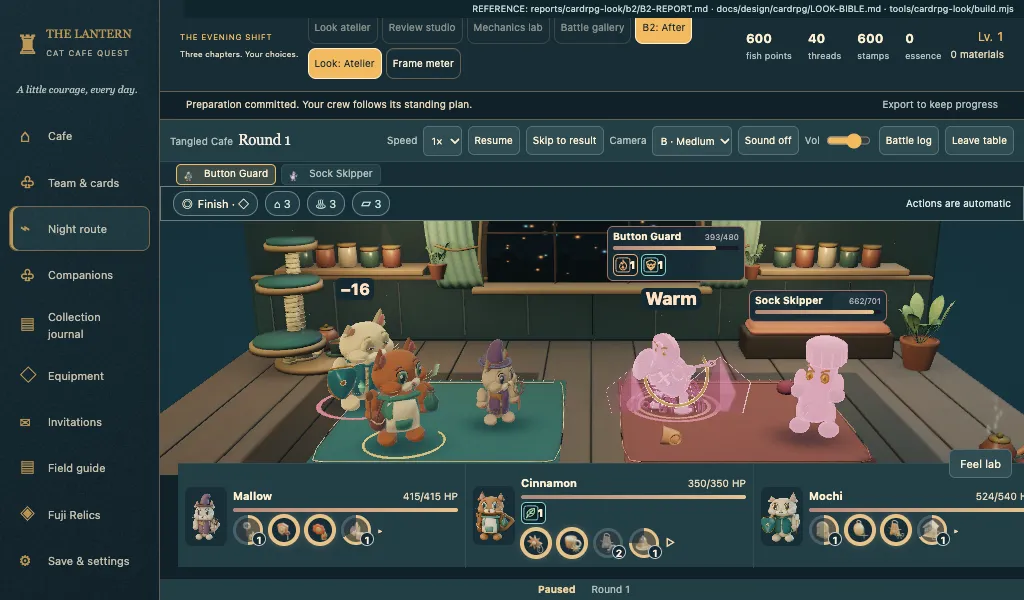 REFERENCE: reports/cardrpg-look/b2/B2-REPORT.md · docs/design/cardrpg/LOOK-BIBLE.md · tools/cardrpg-look/build.mjs
THE LANTERN
CAT CAFE QUEST
A little courage, every day.
Cafe
Team & cards
Night route
Companions
Collection journal
Equipment
Invitations
Field guide
Fuji Relics
Save & settings
THE EVENING SHIFT
Three chapters. Your choices.
Look atelier
Review studio
Mechanics lab
Battle gallery
B2: After
Look: Atelier
Frame meter
600 fish points
40 threads
600 stamps
0 essence
Lv. 1
0 materials
Preparation committed. Your crew follows its standing plan.
Export to keep progress
Tangled Cafe Round 1
Speed 1x
Resume
Skip to result
Camera B · Medium
Sound off
Vol
Battle log
Leave table
Button Guard
Sock Skipper
Finish ·
3
3
3
Actions are automatic
Button Guard 393/480
1 1
−16
Warm
Sock Skipper 662/701
Feel lab
Mallow 415/415 HP
1 1
Cinnamon 350/350 HP
1
2 1
Mochi 524/540 H
1 1
Paused Round 1